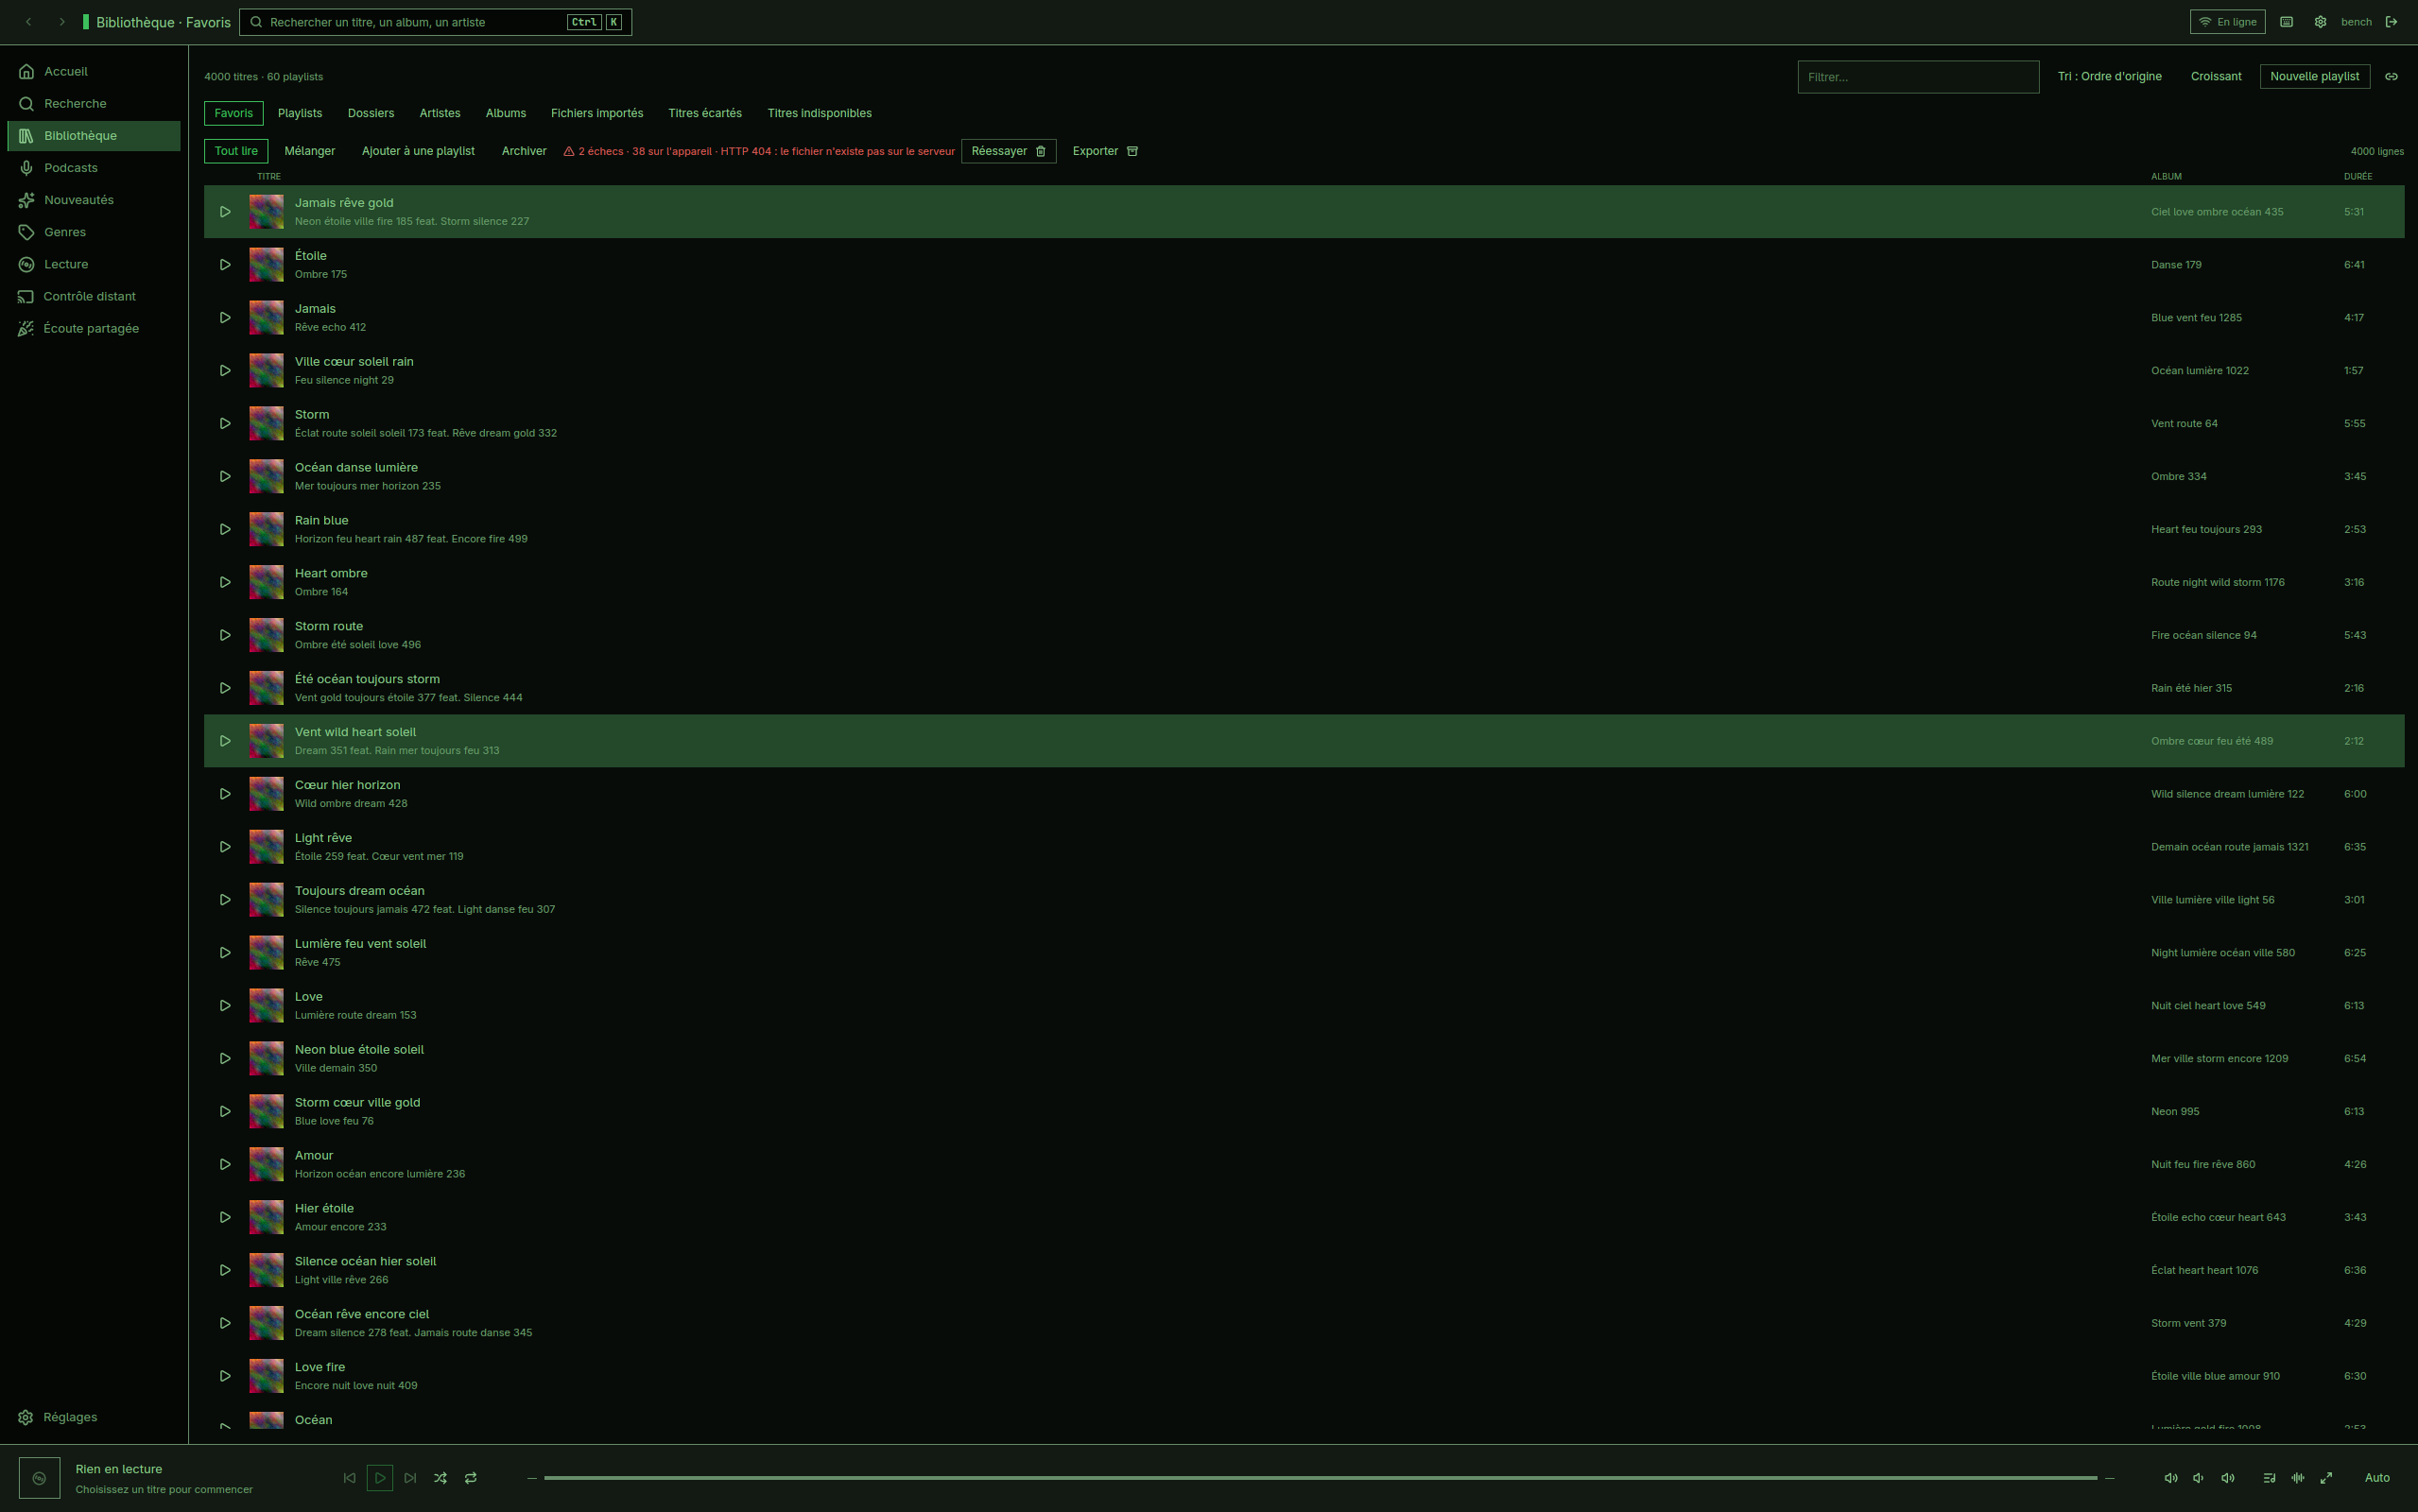 Bibliothèque · Favoris
Rechercher un titre, un album, un artiste
Ctrl K
En ligne
bench
Accueil
Recherche
Bibliothèque
Podcasts
Nouveautés
Genres
Lecture
Contrôle distant
Écoute partagée
Réglages
4000 titres · 60 playlists
Filtrer...
Tri : Ordre d'origine
Croissant
Nouvelle playlist
Favoris
Playlists
Dossiers
Artistes
Albums
Fichiers importés
Titres écartés
Titres indisponibles
Tout lire
Mélanger
Ajouter à une playlist
Archiver
2 échecs · 38 sur l'appareil · HTTP 404 : le fichier n'existe pas sur le serveur
Réessayer
Exporter
4000 lignes
TITRE ALBUM DURÉE
Jamais rêve gold
Neon étoile ville fire 185 feat. Storm silence 227
Ciel love ombre océan 435 5:31
Étoile
Ombre 175
Danse 179 6:41
Jamais
Rêve echo 412
Blue vent feu 1285 4:17
Ville cœur soleil rain
Feu silence night 29
Océan lumière 1022 1:57
Storm
Éclat route soleil soleil 173 feat. Rêve dream gold 332
Vent route 64 5:55
Océan danse lumière
Mer toujours mer horizon 235
Ombre 334 3:45
Rain blue
Horizon feu heart rain 487 feat. Encore fire 499
Heart feu toujours 293 2:53
Heart ombre
Ombre 164
Route night wild storm 1176 3:16
Storm route
Ombre été soleil love 496
Fire océan silence 94 5:43
Été océan toujours storm
Vent gold toujours étoile 377 feat. Silence 444
Rain été hier 315 2:16
Vent wild heart soleil
Dream 351 feat. Rain mer toujours feu 313
Ombre cœur feu été 489 2:12
Cœur hier horizon
Wild ombre dream 428
Wild silence dream lumière 122 6:00
Light rêve
Étoile 259 feat. Cœur vent mer 119
Demain océan route jamais 1321 6:35
Toujours dream océan
Silence toujours jamais 472 feat. Light danse feu 307
Ville lumière ville light 56 3:01
Lumière feu vent soleil
Rêve 475
Night lumière océan ville 580 6:25
Love
Lumière route dream 153
Nuit ciel heart love 549 6:13
Neon blue étoile soleil
Ville demain 350
Mer ville storm encore 1209 6:54
Storm cœur ville gold
Blue love feu 76
Neon 995 6:13
Amour
Horizon océan encore lumière 236
Nuit feu fire rêve 860 4:26
Hier étoile
Amour encore 233
Étoile echo cœur heart 643 3:43
Silence océan hier soleil
Light ville rêve 266
Éclat heart heart 1076 6:36
Océan rêve encore ciel
Dream silence 278 feat. Jamais route danse 345
Storm vent 379 4:29
Love fire
Encore nuit love nuit 409
Étoile ville blue amour 910 6:30
Océan
Rien en lecture
Choisissez un titre pour commencer
Auto